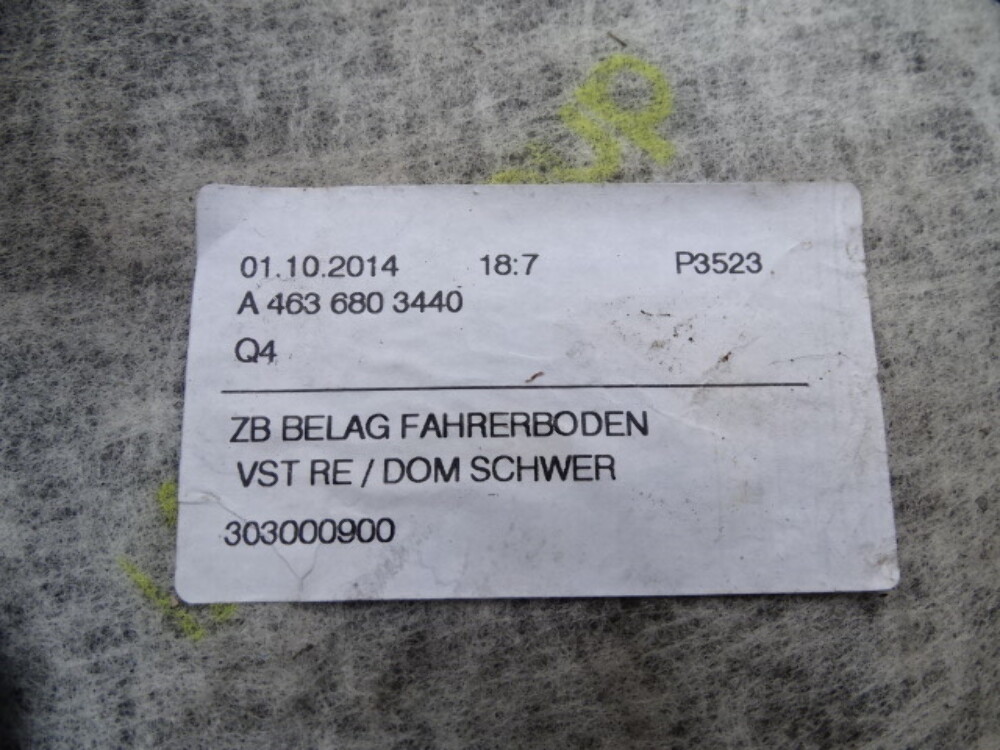 01.10.2014 18:7 P3523
A 463 680 3440
Q4
ZB BELAG FAHRERBODEN
VST RE / DOM SCHWER
303000900